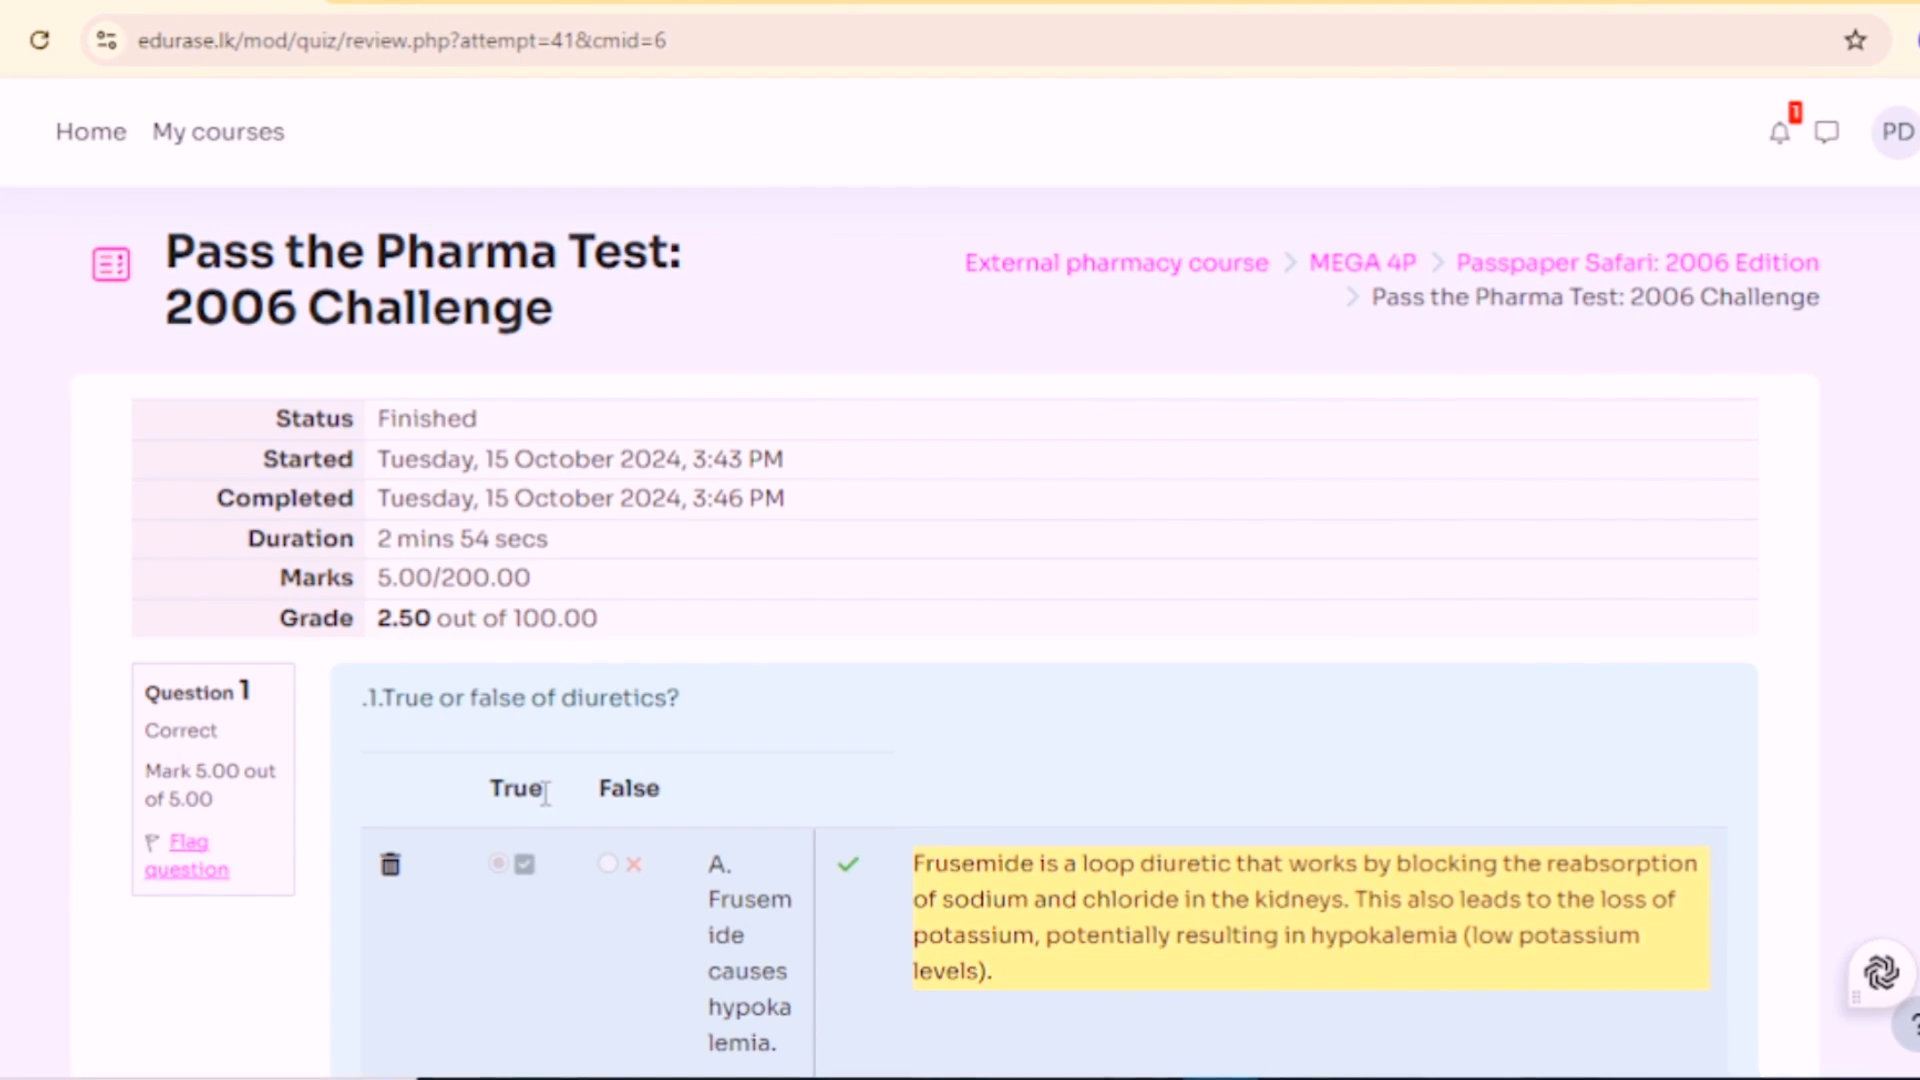 edurase.lk/mod/quiz/review.php?attempt=41&cmid=6
Home My courses
1
PD
Pass the Pharma Test:
2006 Challenge
External pharmacy course > MEGA 4P > Passpaper Safari: 2006 Edition
> Pass the Pharma Test: 2006 Challenge
Status Finished
Started Tuesday, 15 October 2024, 3:43 PM
Completed Tuesday, 15 October 2024, 3:46 PM
Duration 2 mins 54 secs
Marks 5.00/200.00
Grade 2.50 out of 100.00
Question 1
Correct
Mark 5.00 out
of 5.00
Flag
question
.1.True or false of diuretics?
True False
A.
Frusem
ide
causes
hypoka
lemia.
Frusemide is a loop diuretic that works by blocking the reabsorption
of sodium and chloride in the kidneys. This also leads to the loss of
potassium, potentially resulting in hypokalemia (low potassium
levels).
?